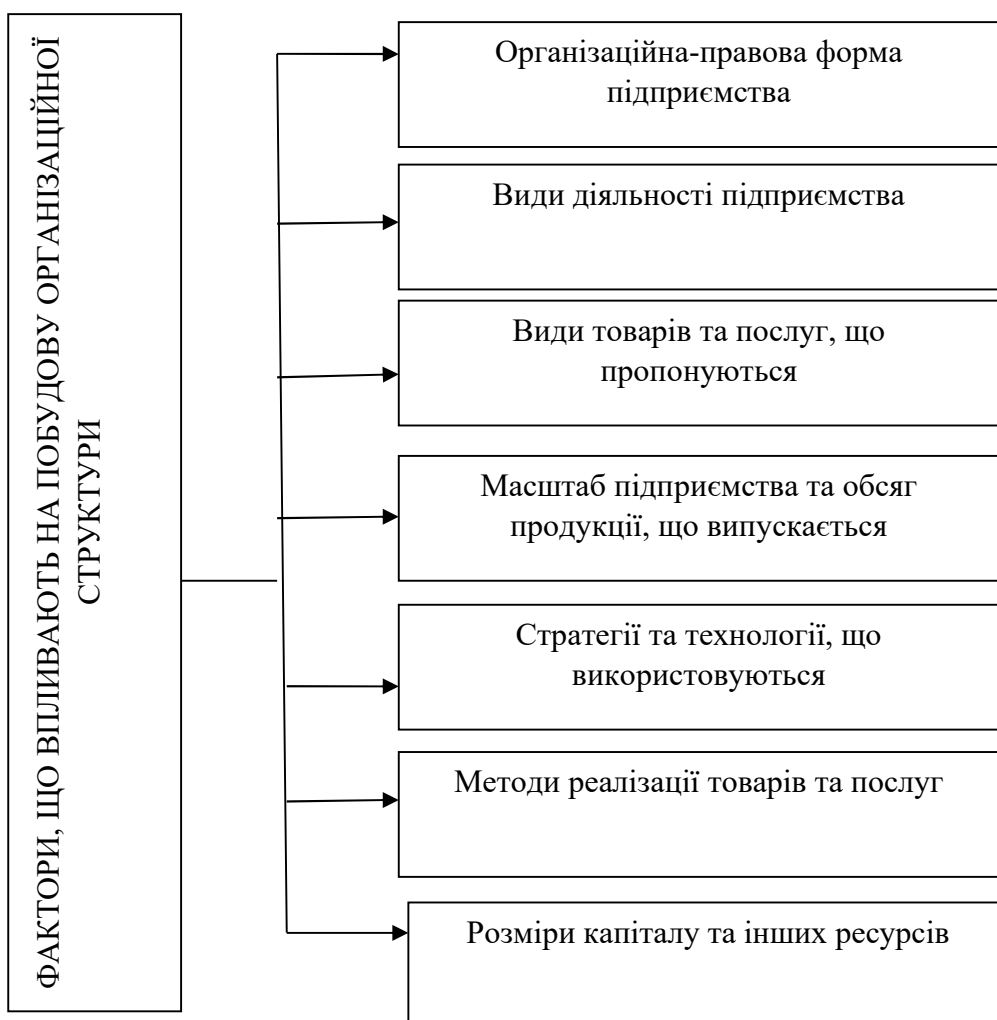 ФАКТОРИ, ЩО ВПЛИВАЮТЬ НА ПОБУДОВУ ОРГАНІЗАЦІЙНОЇ
СТРУКТУРИ
Організаційна-правова форма
підприємства
Види діяльності підприємства
Види товарів та послуг, що
пропонуються
Масштаб підприємства та обсяг
продукції, що випускається
Стратегії та технології, що
використовуються
Методи реалізації товарів та послуг
Розміри капіталу та інших ресурсів